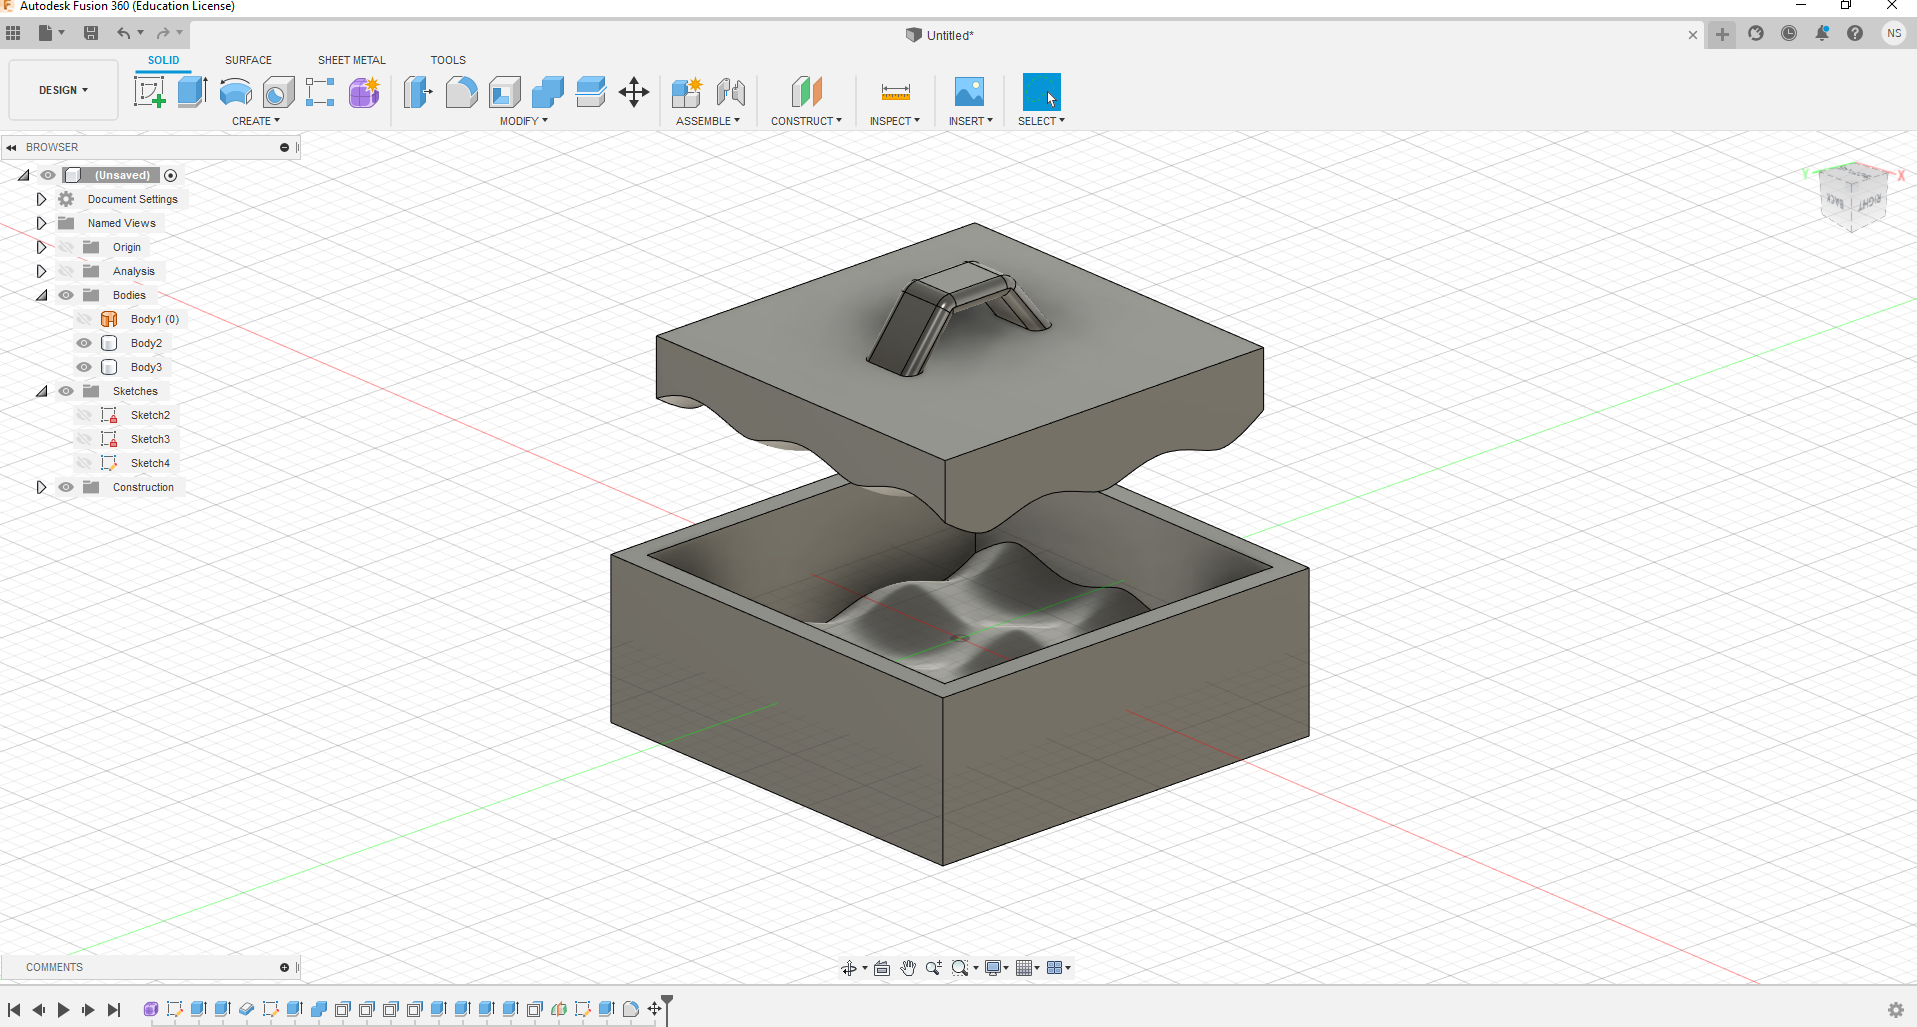 Autodesk Fusion 360 (Education License)
Untitled*
NS
DESIGN
SOLID SURFACE SHEET METAL TOOLS
CREATE MODIFY ASSEMBLE CONSTRUCT INSPECT INSERT SELECT
BROWSER
(Unsaved)
Document Settings
Named Views
Origin
Analysis
Bodies
Body1 (0)
Body2
Body3
Sketches
Sketch2
Sketch3
Sketch4
Construction
Y X
BACK RIGHT
COMMENTS